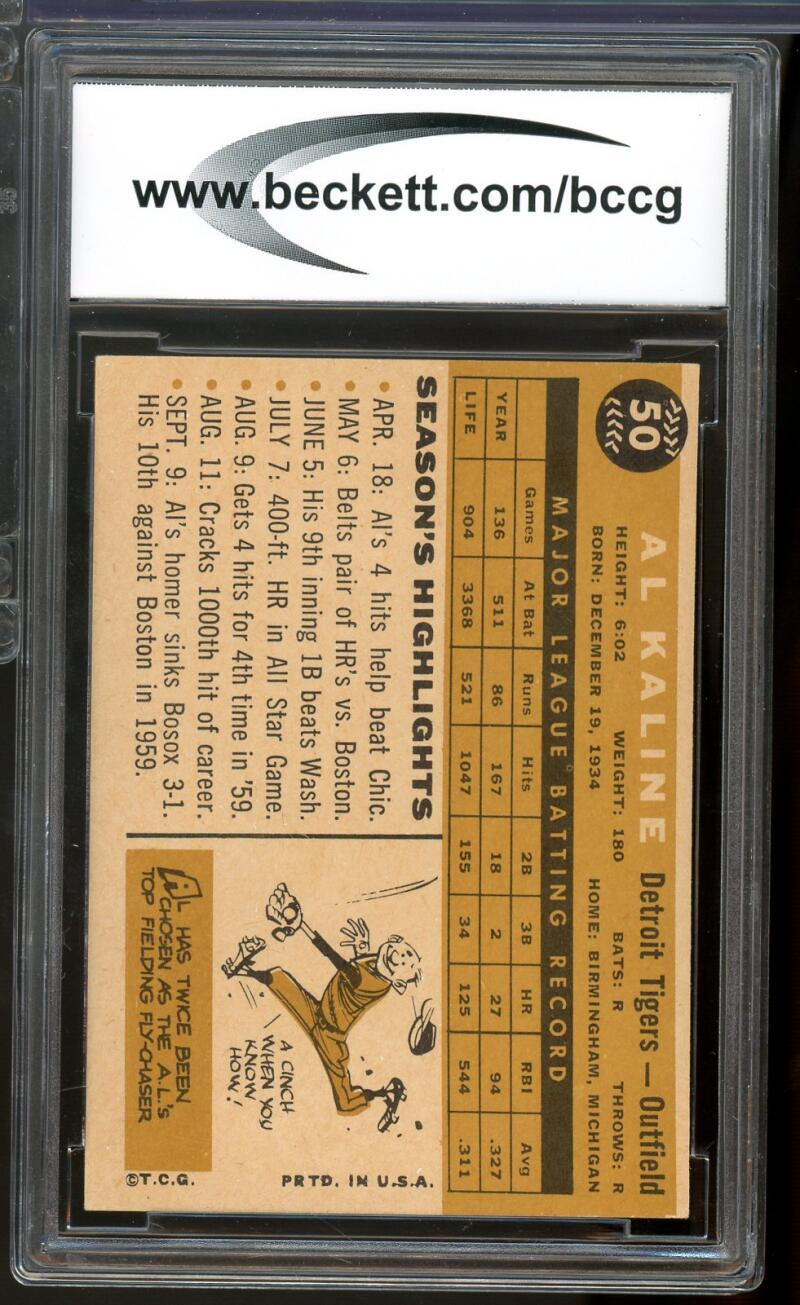 www.beckett.com/bccg
50
AL KALINE Detroit Tigers — Outfield
HEIGHT: 6:02 WEIGHT: 180 BATS: R THROWS: R
BORN: DECEMBER 19, 1934 HOME: BIRMINGHAM, MICHIGAN
MAJOR LEAGUE BATTING RECORD
Games At Bat Runs Hits 2B 3B HR RBI Avg
YEAR 136 511 86 167 18 2 27 94 .327
LIFE 904 3368 521 1047 155 34 125 544 .311
SEASON'S HIGHLIGHTS
• APR. 18: Al's 4 hits help beat Chic.
• MAY 6: Belts pair of HR's vs. Boston.
• JUNE 5: His 9th inning 1B beats Wash.
• JULY 7: 400-ft. HR in All Star Game.
• AUG. 9: Gets 4 hits for 4th time in '59.
• AUG. 11: Cracks 1000th hit of career.
• SEPT. 9: Al's homer sinks Bosox 3-1.
His 10th against Boston in 1959.
A CINCH
WHEN YOU
KNOW
HOW!
AL HAS TWICE BEEN
CHOSEN AS THE A.L.'s
TOP FIELDING FLY-CHASER
©T.C.G. PRTD. IN U.S.A.